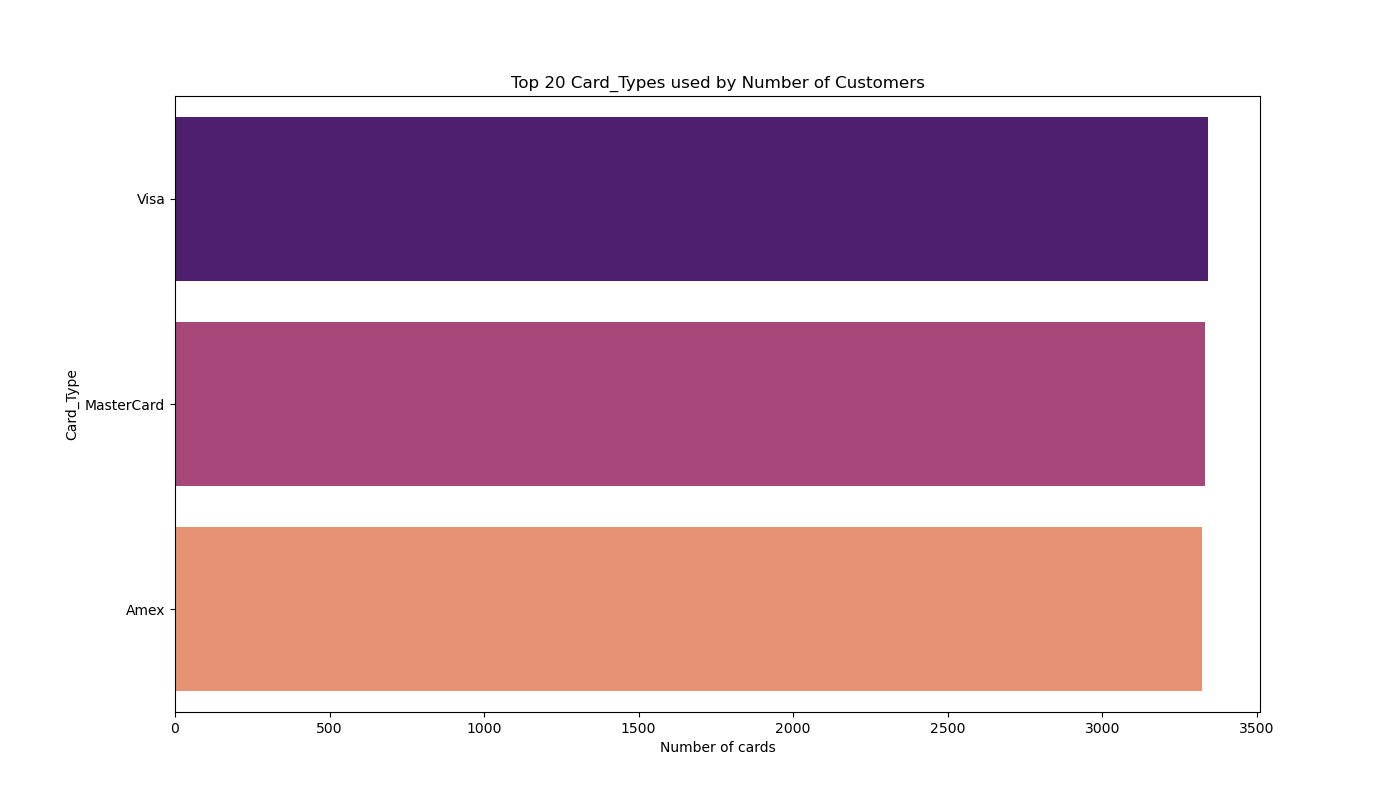 Top 20 Card_Types used by Number of Customers
Card_Type
Visa
MasterCard
Amex
0 500 1000 1500 2000 2500 3000 3500
Number of cards